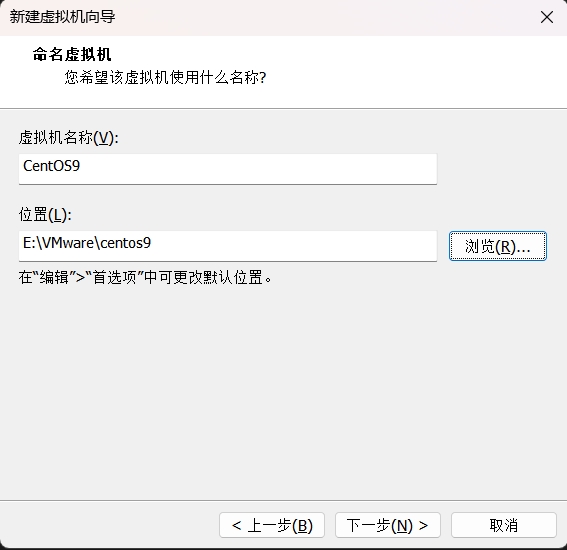 新建虚拟机向导
命名虚拟机
您希望该虚拟机使用什么名称?
虚拟机名称(V):
CentOS9
位置(L):
E:\VMware\centos9
浏览(R)...
在“编辑”>“首选项”中可更改默认位置。
< 上一步(B)
下一步(N) >
取消